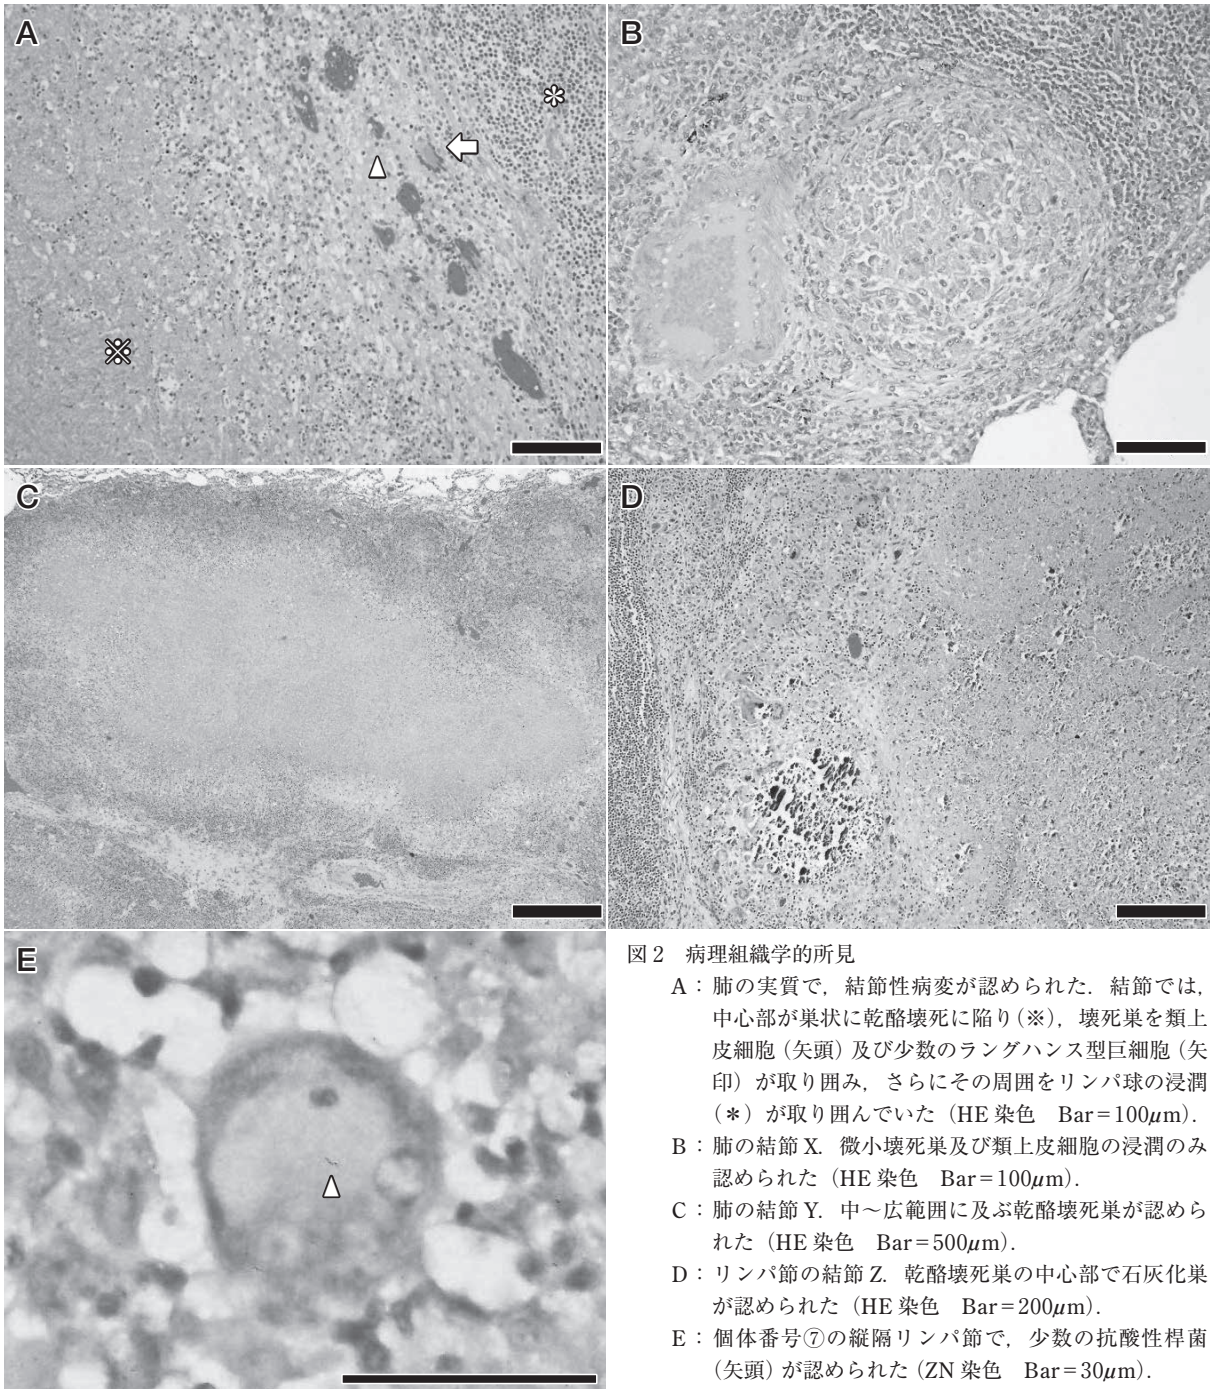 A
B
*
※
C
D
E
図2 病理組織学的所見
A：肺の実質で，結節性病変が認められた．結節では，
中心部が巣状に乾酪壊死に陥り（※），壊死巣を類上
皮細胞（矢頭）及び少数のラングハンス型巨細胞（矢
印）が取り囲み，さらにその周囲をリンパ球の浸潤
（＊）が取り囲んでいた（HE 染色 Bar＝100μm）．
B：肺の結節 X．微小壊死巣及び類上皮細胞の浸潤のみ
認められた（HE 染色 Bar＝100μm）．
C：肺の結節 Y．中～広範囲に及ぶ乾酪壊死巣が認めら
れた（HE 染色 Bar＝500μm）．
D：リンパ節の結節 Z．乾酪壊死巣の中心部で石灰化巣
が認められた（HE 染色 Bar＝200μm）．
E：個体番号⑦の縦隔リンパ節で，少数の抗酸性桿菌
（矢頭）が認められた（ZN 染色 Bar＝30μm）．